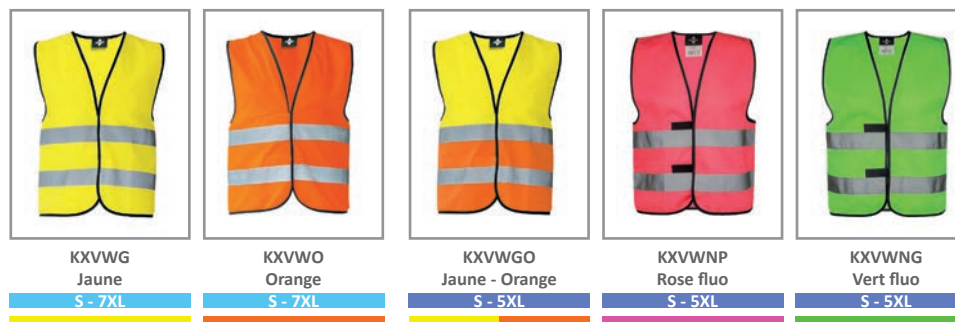 KXVWG
Jaune
S - 7XL
KXVWO
Orange
S - 7XL
KXVWGO
Jaune - Orange
S - 5XL
KXVWNP
Rose fluo
S - 5XL
KXVWNG
Vert fluo
S - 5XL